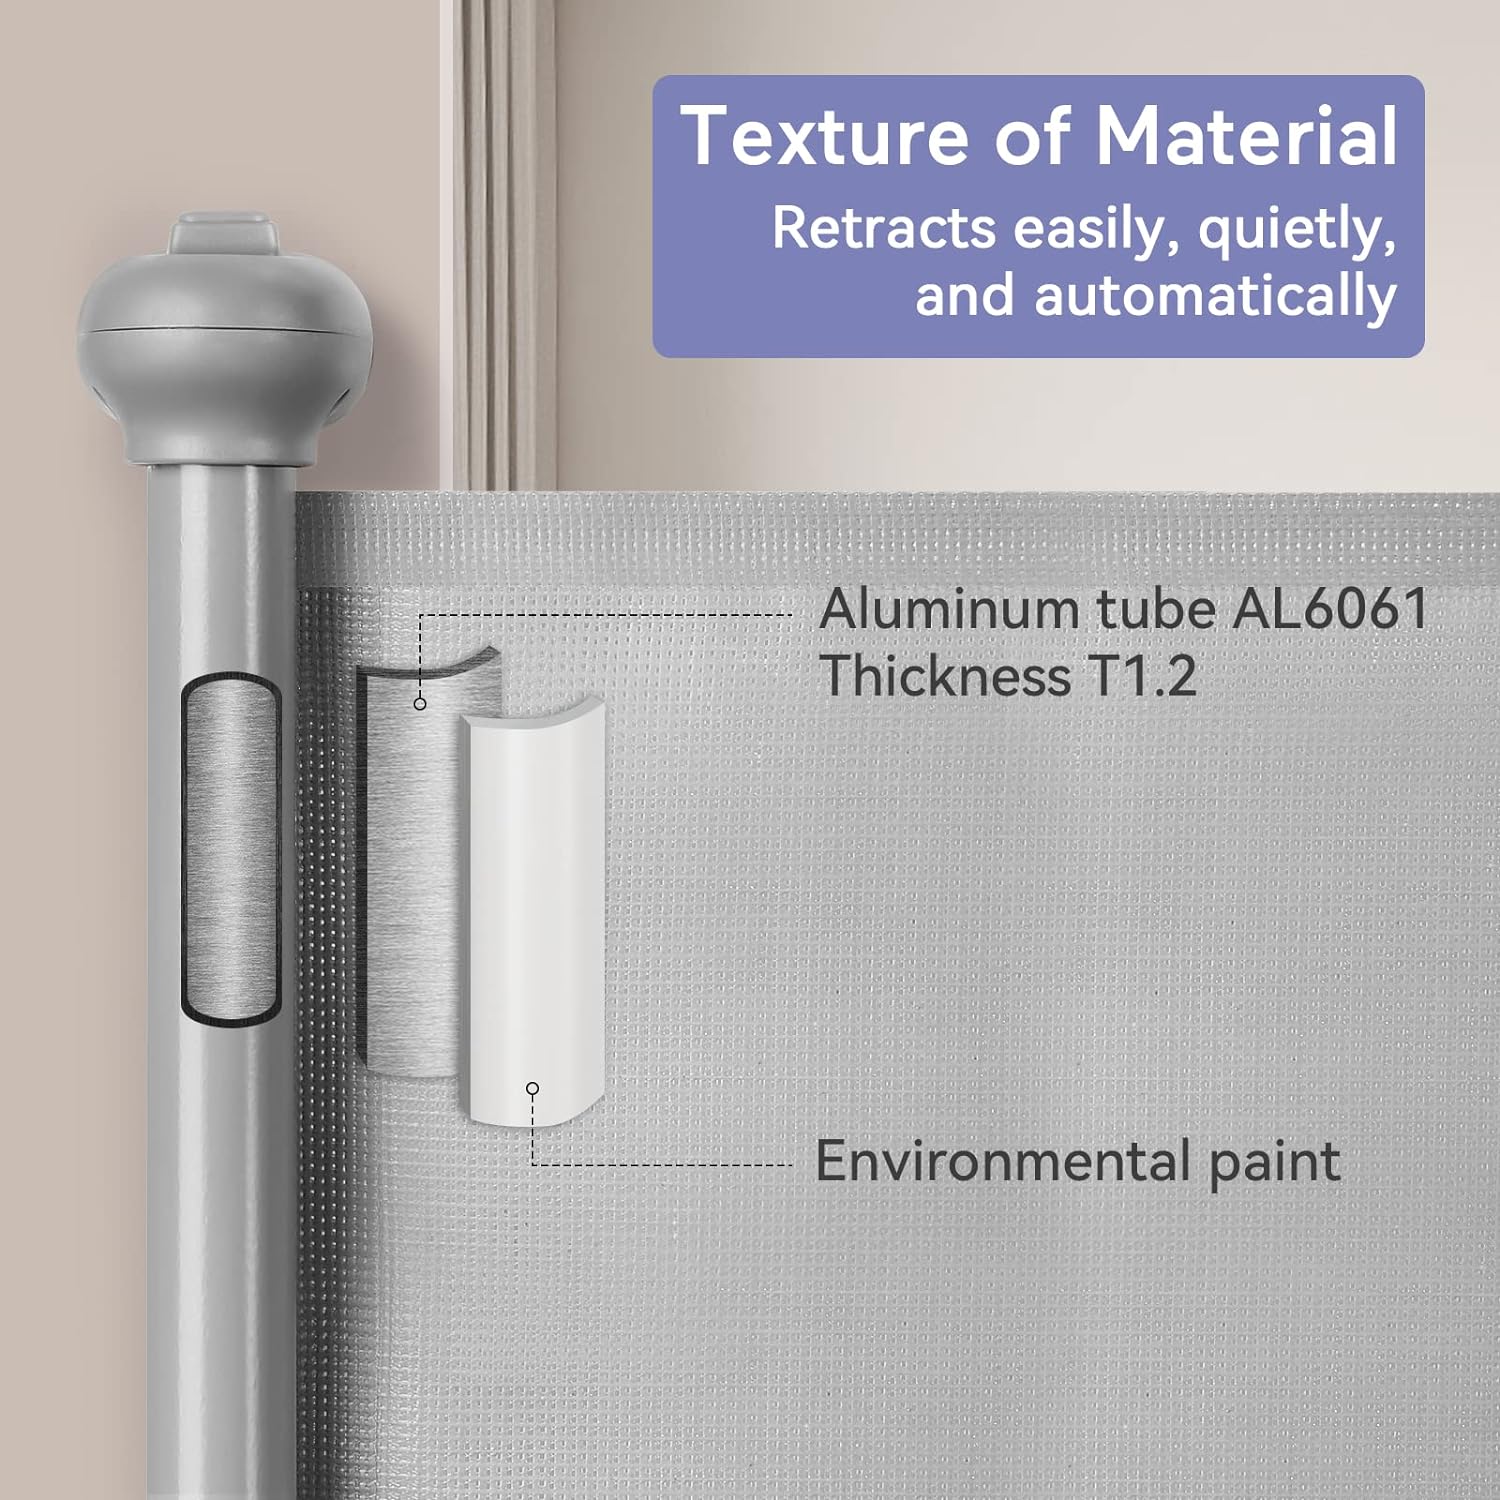 Texture of Material
Retracts easily, quietly,
and automatically
Aluminum tube AL6061
Thickness T1.2
Environmental paint